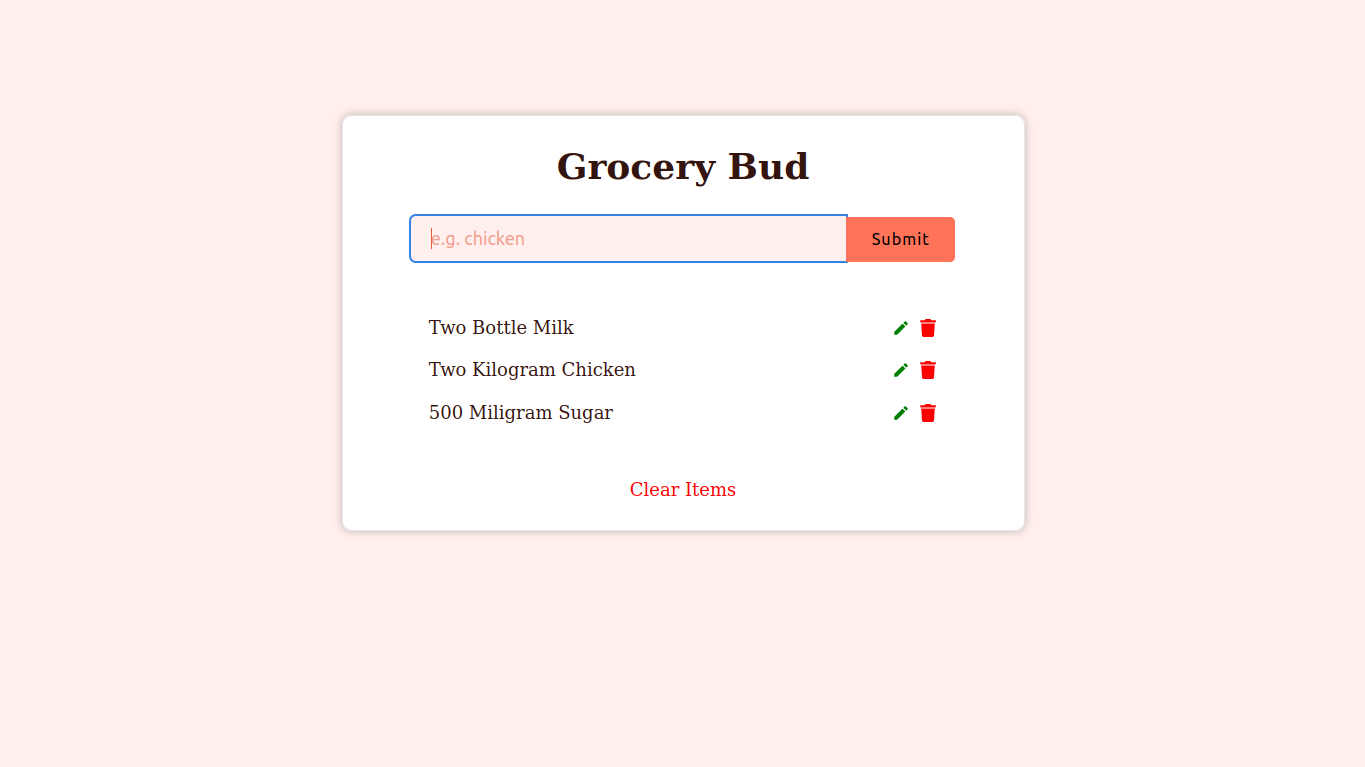 Grocery Bud
e.g. chicken
Submit
Two Bottle Milk
Two Kilogram Chicken
500 Miligram Sugar
Clear Items